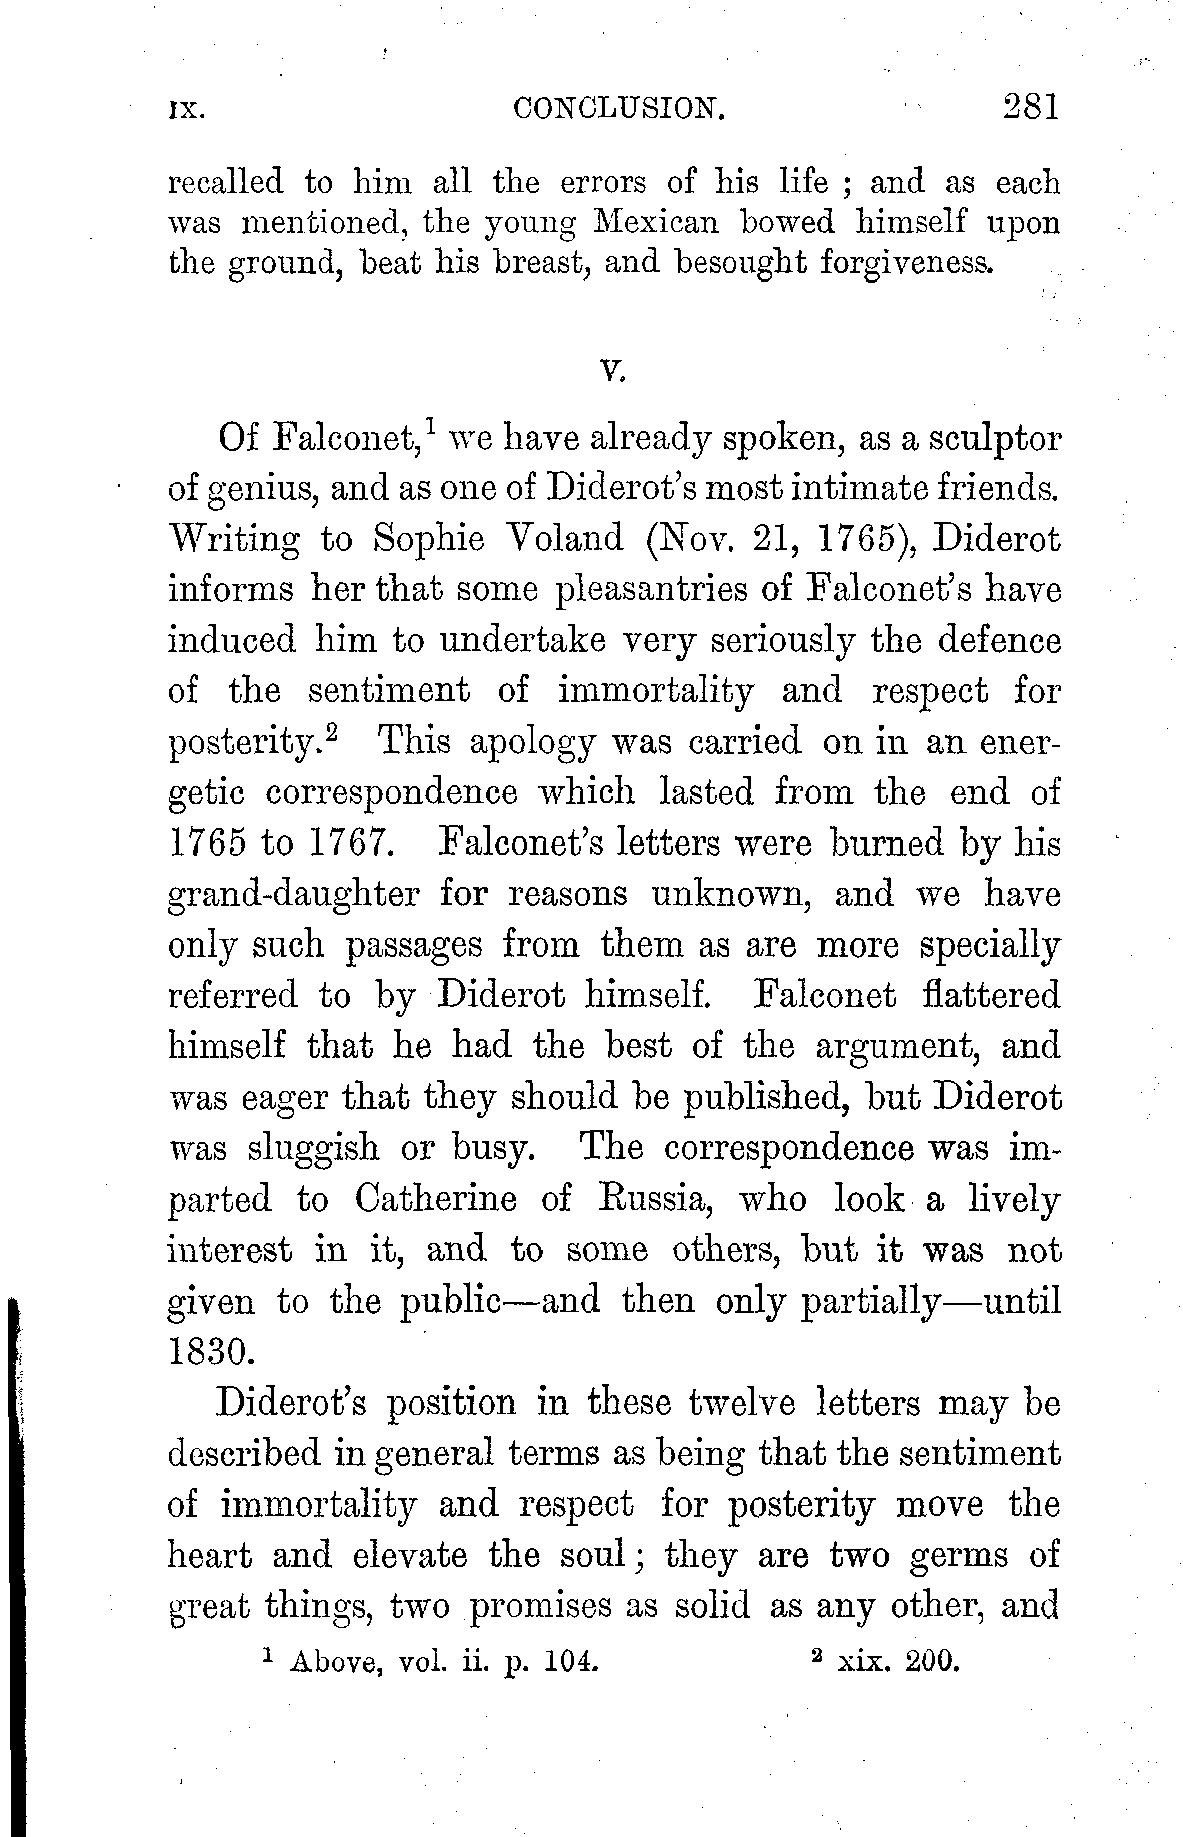 IX. CONCLUSION. 281
recalled to him all the errors of his life ; and as each
was mentioned, the young Mexican bowed himself upon
the ground, beat his breast, and besought forgiveness.
V.
Of Falconet,¹ we have already spoken, as a sculptor
of genius, and as one of Diderot's most intimate friends.
Writing to Sophie Voland (Nov. 21, 1765), Diderot
informs her that some pleasantries of Falconet's have
induced him to undertake very seriously the defence
of the sentiment of immortality and respect for
posterity.² This apology was carried on in an ener-
getic correspondence which lasted from the end of
1765 to 1767. Falconet's letters were burned by his
grand-daughter for reasons unknown, and we have
only such passages from them as are more specially
referred to by Diderot himself. Falconet flattered
himself that he had the best of the argument, and
was eager that they should be published, but Diderot
was sluggish or busy. The correspondence was im-
parted to Catherine of Russia, who look a lively
interest in it, and to some others, but it was not
given to the public—and then only partially—until
1830.
Diderot's position in these twelve letters may be
described in general terms as being that the sentiment
of immortality and respect for posterity move the
heart and elevate the soul; they are two germs of
great things, two promises as solid as any other, and
¹ Above, vol. ii. p. 104. ² xix. 200.